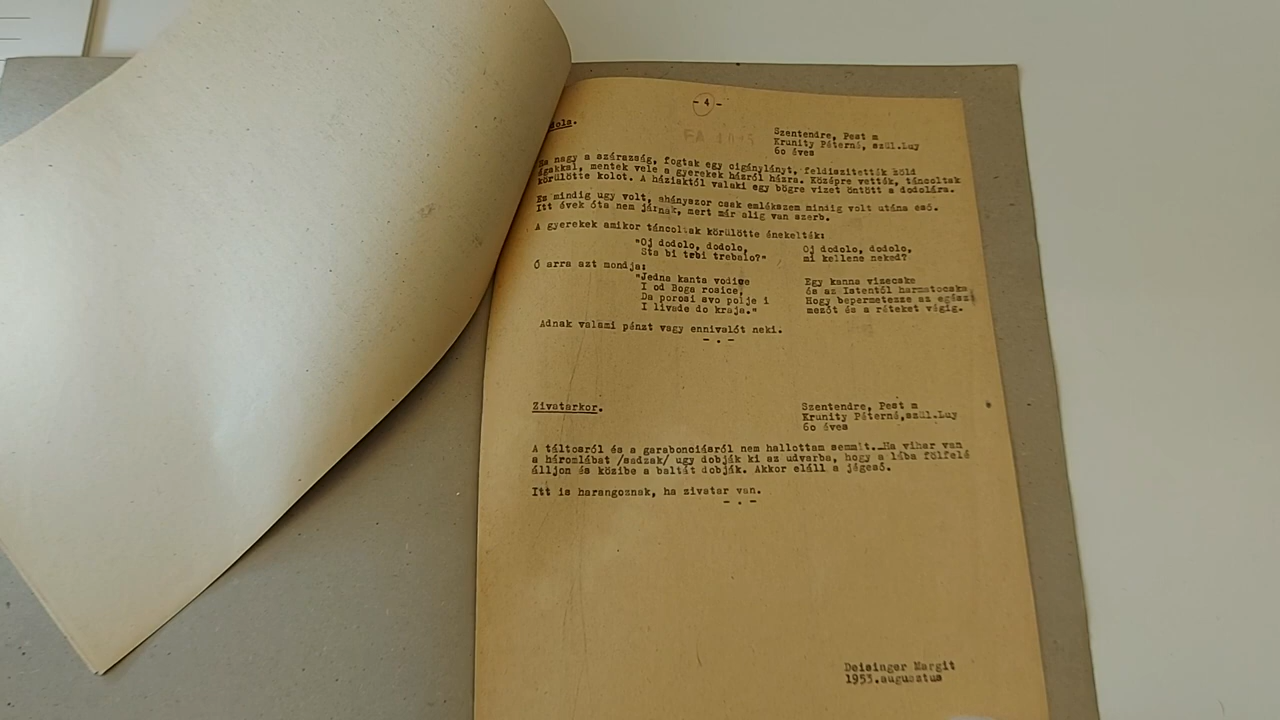 - 4 -
Szentendre, Pest m
Krunity Péterné, szül.Luy
60 éves
Ha nagy a szárazság, fogtak egy cigánylányt, feldiszitették zöld
ágakkal, mentek vele a gyerekek házról házra. Középre vették, táncoltak
körülötte kolot. A háziaktól valaki egy bögre vizet öntött a dodolára.
Ez mindig ugy volt, ahányszor csak emlékszem mindig volt utána eső.
Itt évek óta nem járnak, mert már alig van szerb.
A gyerekek amikor táncoltak körülötte énekelték:
"Oj dodolo, dodolo, Oj dodolo, dodolo,
Sta bi tebi trebalo?" mi kellene neked?
Ő arra azt mondja:
"Jedna kanta vodice Egy kanna vizecske
I od Boga rosice, és az Istentől harmatocska
Da porosi ovo polje i Hogy bepermetezze az egész
I livade do kraja." mezőt és a réteket végig.
Adnak valami pénzt vagy ennivalót neki.
- . -
Zivatarkor. Szentendre, Pest m
Krunity Péterné,szül.Luy
60 éves
A táltosról és a garabonciásról nem hallottam semmit. Ha vihar van
a háromlábat /sadzak/ ugy dobják ki az udvarba, hogy a lába fölfelé
álljon és közibe a baltát dobják. Akkor eláll a jégeső.
Itt is harangoznak, ha zivatar van.
- . -
Deisinger Margit
1953.augusztus